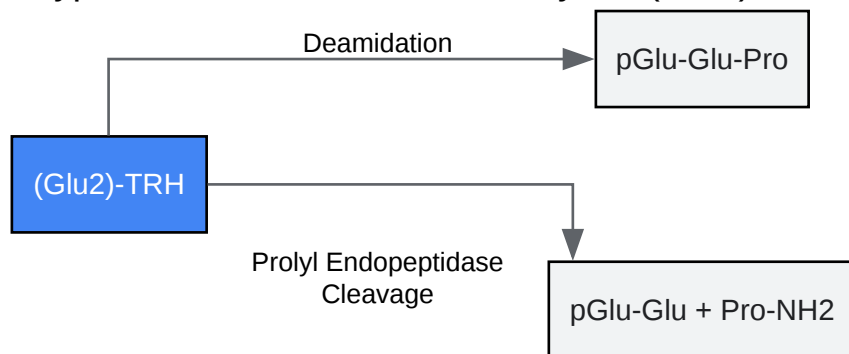 Deamidation
pGlu-Glu-Pro
(Glu2)-TRH
Prolyl Endopeptidase
Cleavage
pGlu-Glu + Pro-NH2